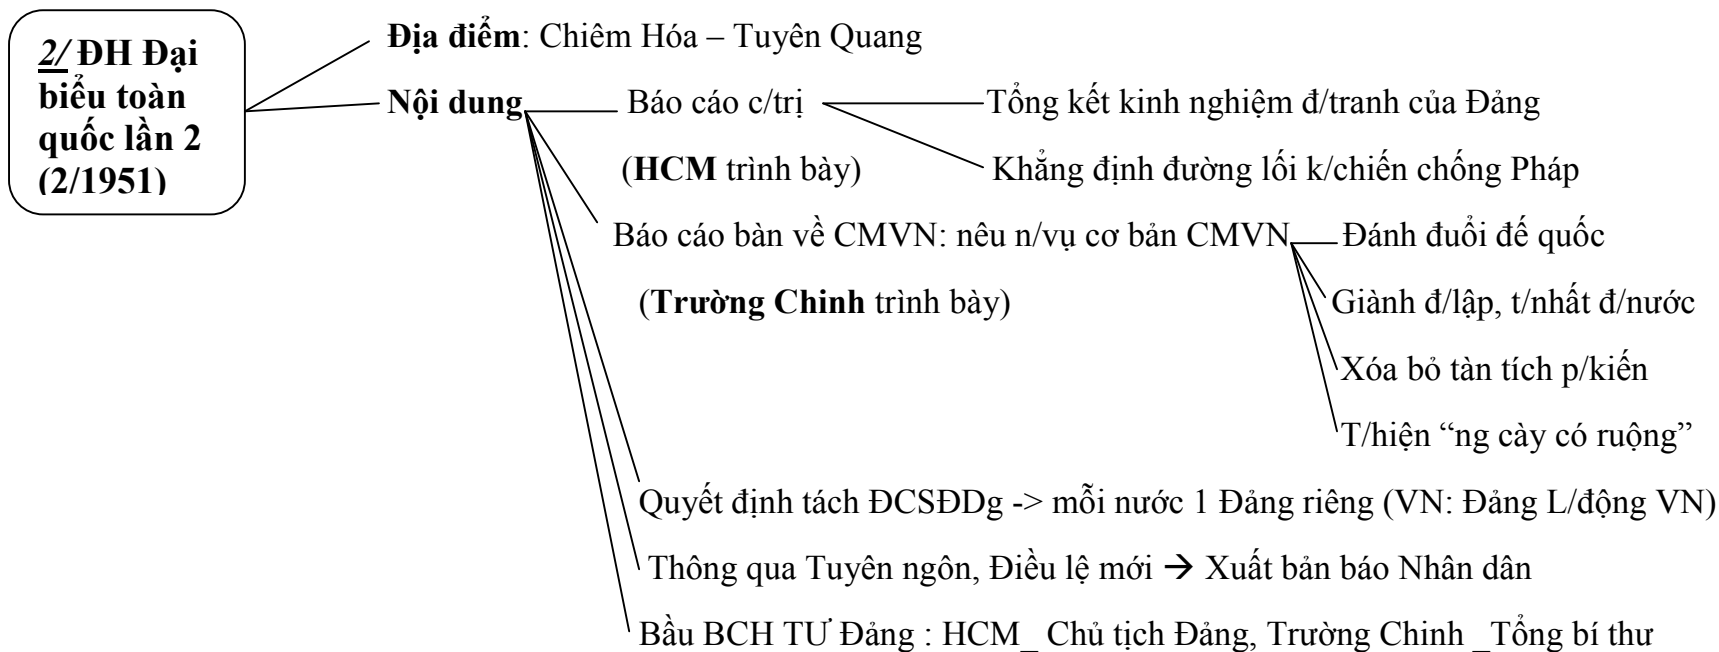 2/ ĐH Đại
biểu toàn
quốc lần 2
(2/1951)
Địa điểm: Chiêm Hóa – Tuyên Quang
Nội dung
Báo cáo c/trị
Tổng kết kinh nghiệm đ/tranh của Đảng
(HCM trình bày)
Khẳng định đường lối k/chiến chống Pháp
Báo cáo bàn về CMVN: nêu n/vụ cơ bản CMVN
Đánh đuổi đế quốc
(Trường Chinh trình bày)
Giành đ/lập, t/nhất đ/nước
Xóa bỏ tàn tích p/kiến
T/hiện “ng cày có ruộng”
Quyết định tách ĐCSĐDg -> mỗi nước 1 Đảng riêng (VN: Đảng L/động VN)
Thông qua Tuyên ngôn, Điều lệ mới → Xuất bản báo Nhân dân
Bầu BCH TƯ Đảng : HCM_ Chủ tịch Đảng, Trường Chinh _Tổng bí thư